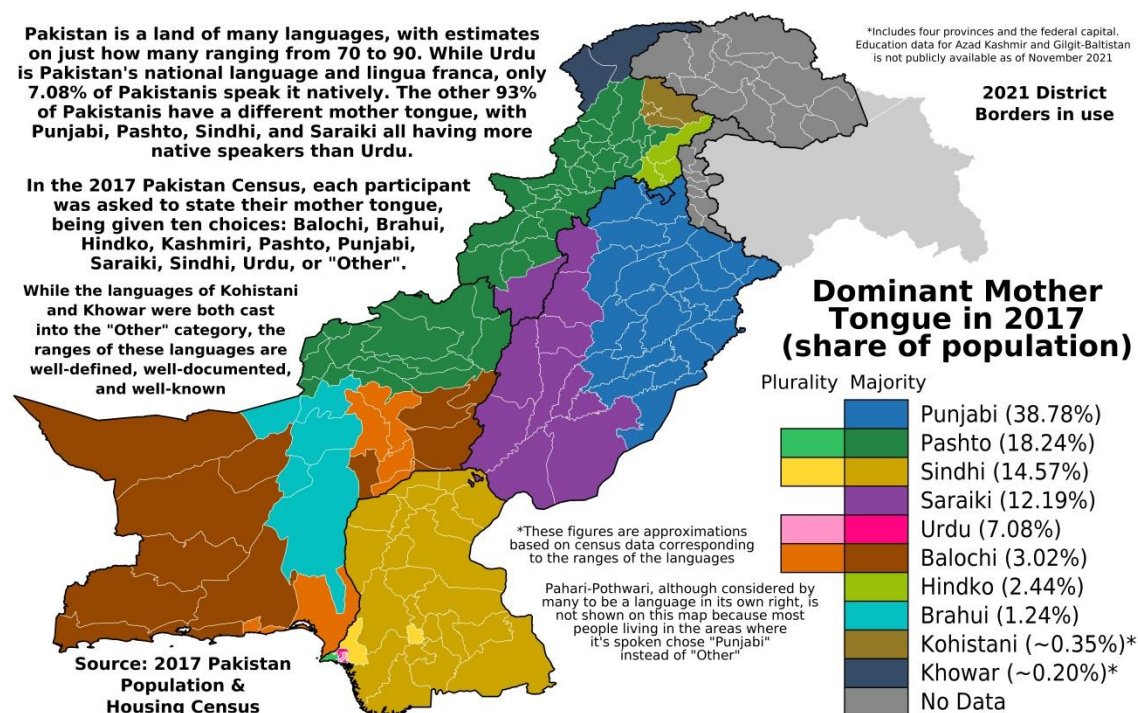 Pakistan is a land of many languages, with estimates
on just how many ranging from 70 to 90. While Urdu
is Pakistan's national language and lingua franca, only
7.08% of Pakistanis speak it natively. The other 93%
of Pakistanis have a different mother tongue, with
Punjabi, Pashto, Sindhi, and Saraiki all having more
native speakers than Urdu.
In the 2017 Pakistan Census, each participant
was asked to state their mother tongue,
being given ten choices: Balochi, Brahui,
Hindko, Kashmiri, Pashto, Punjabi,
Saraiki, Sindhi, Urdu, or "Other".
While the languages of Kohistani
and Khowar were both cast
into the "Other" category, the
ranges of these languages are
well-defined, well-documented,
and well-known
*Includes four provinces and the federal capital.
Education data for Azad Kashmir and Gilgit-Baltistan
is not publicly available as of November 2021
2021 District
Borders in use
Dominant Mother
Tongue in 2017
(share of population)
Plurality Majority
Punjabi (38.78%)
Pashto (18.24%)
Sindhi (14.57%)
Saraiki (12.19%)
Urdu (7.08%)
Balochi (3.02%)
Hindko (2.44%)
Brahui (1.24%)
Kohistani (~0.35%)*
Khowar (~0.20%)*
No Data
*These figures are approximations
based on census data corresponding
to the ranges of the languages
Pahari-Pothwari, although considered by
many to be a language in its own right, is
not shown on this map because most
people living in the areas where
it's spoken chose "Punjabi"
instead of "Other"
Source: 2017 Pakistan
Population &
Housing Census